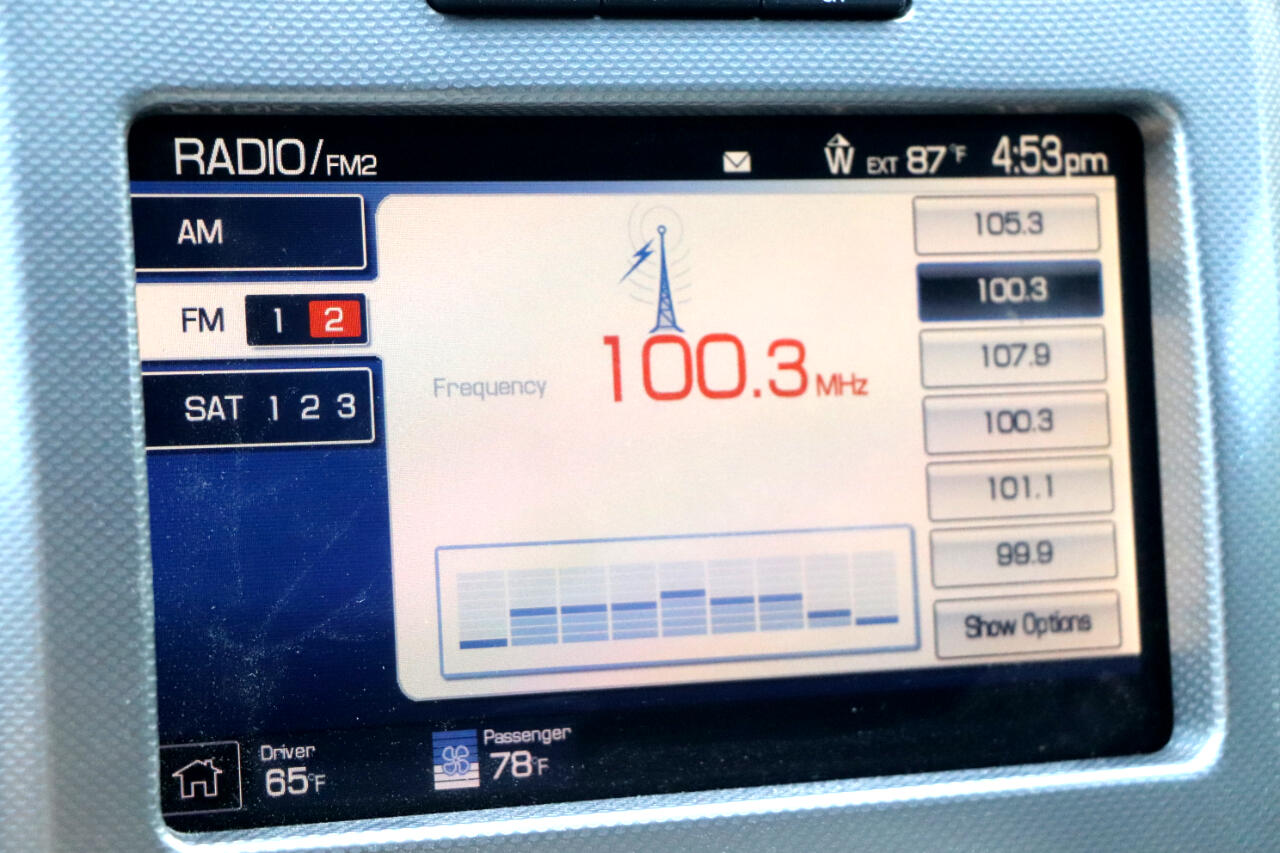 RADIO/FM2 W EXT 87°F 4:53pm
AM
FM 1 2
SAT 1 2 3
Frequency 100.3 MHz
105.3
100.3
107.9
100.3
101.1
99.9
Show Options
Driver
65°F
Passenger
78°F